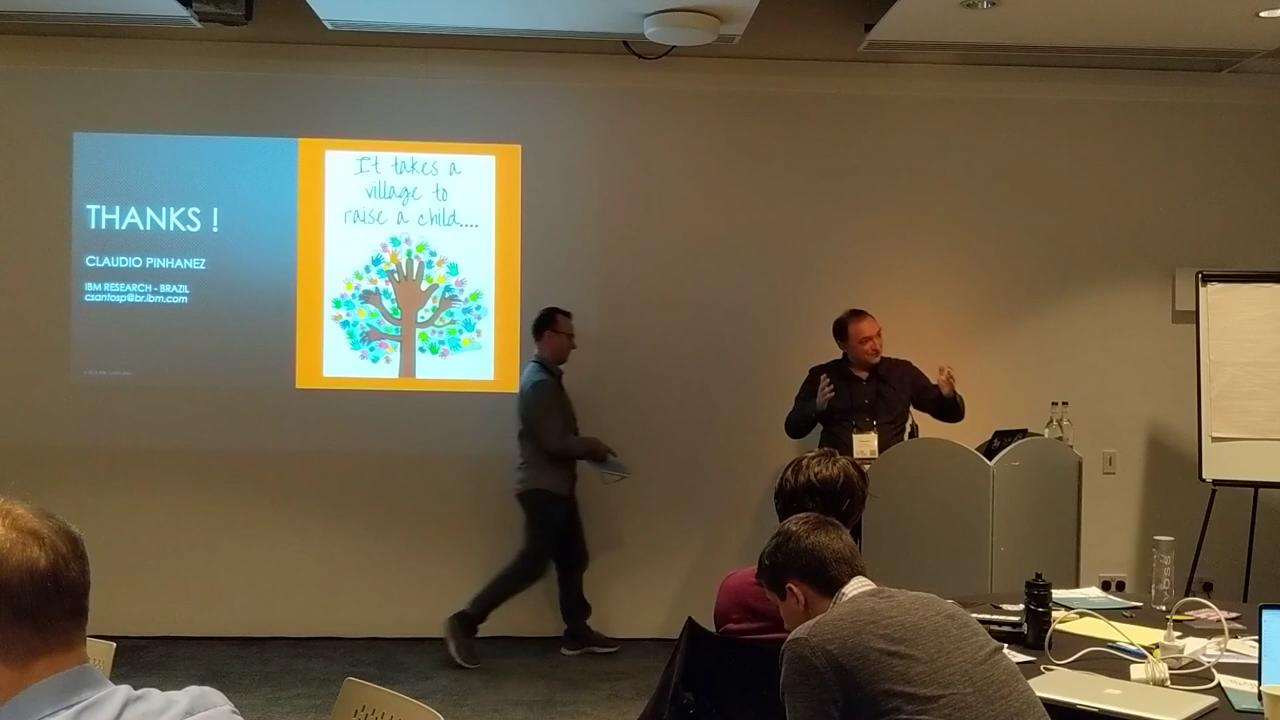 THANKS !
CLAUDIO PINHANEZ
IBM RESEARCH - BRAZIL
csantosp@br.ibm.com
It takes a
village to
raise a child....